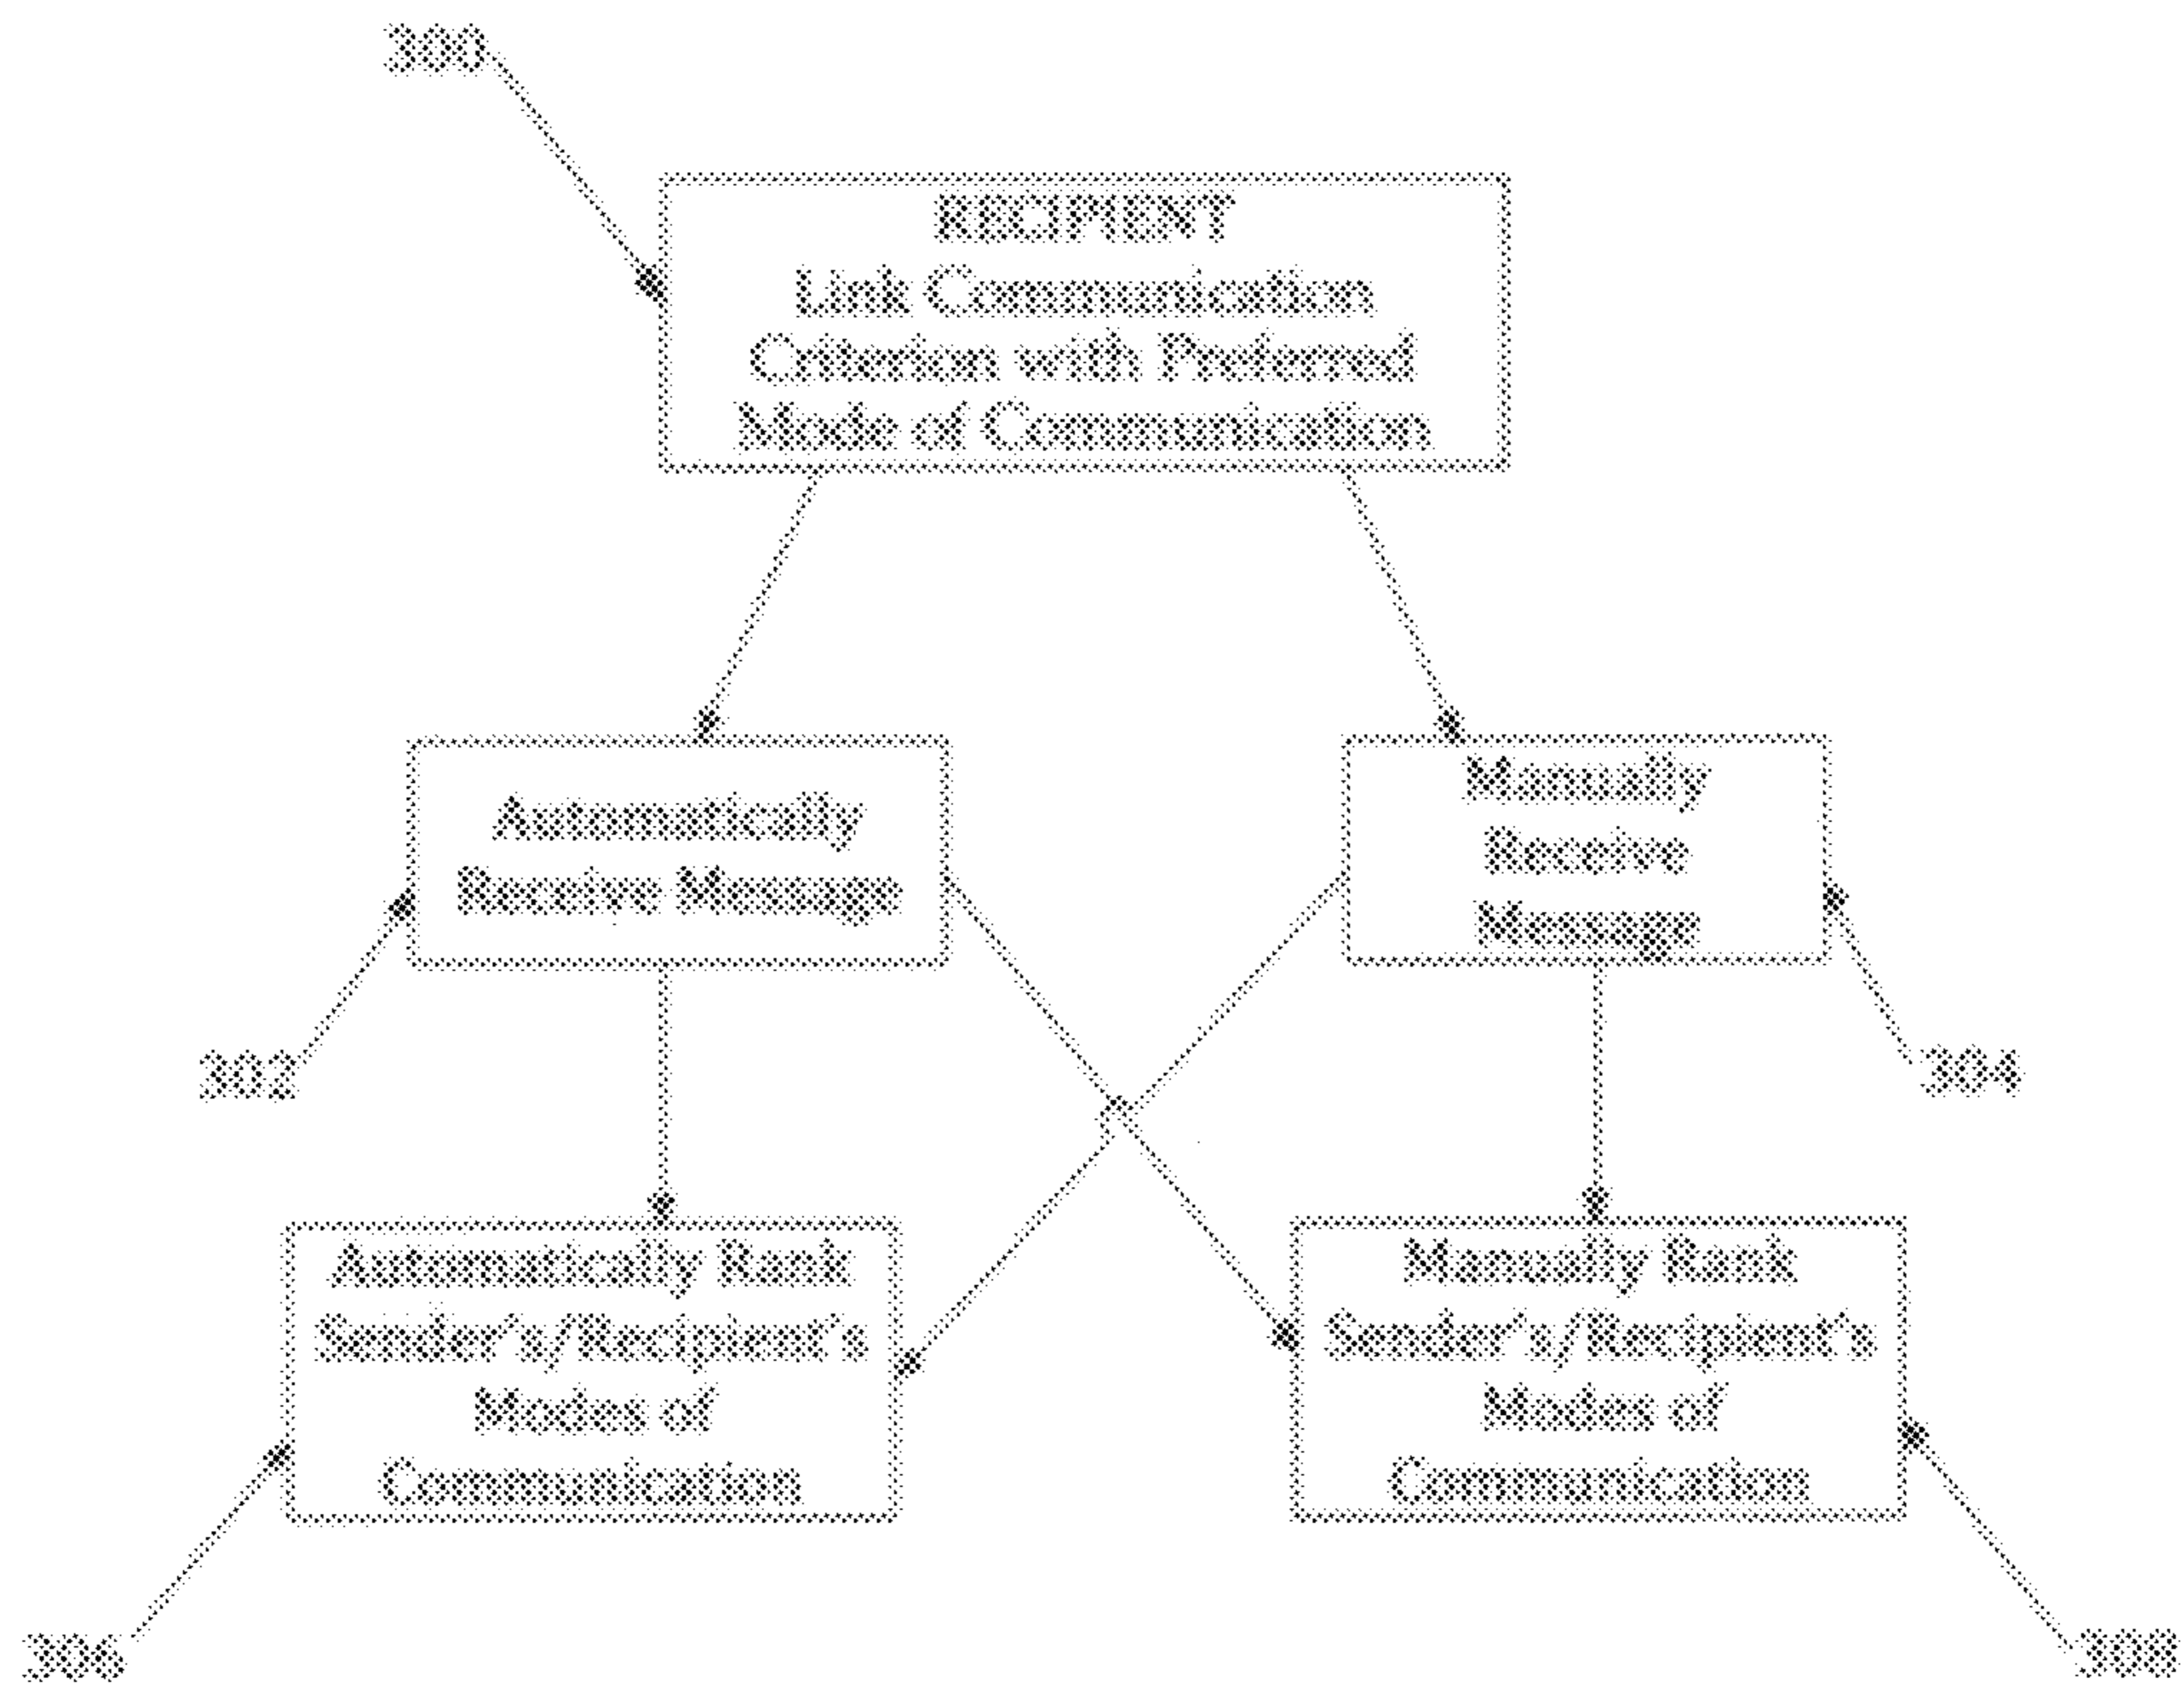 300
RECIPIENT
Link Communication
Criterion with Preferred
Mode of Communication
Automatically
Receive Message
Manually
Receive
Message
302
304
Automatically Rank
Sender's/Recipient's
Modes of
Communication
Manually Rank
Sender's/Recipient's
Modes of
Communication
306
308